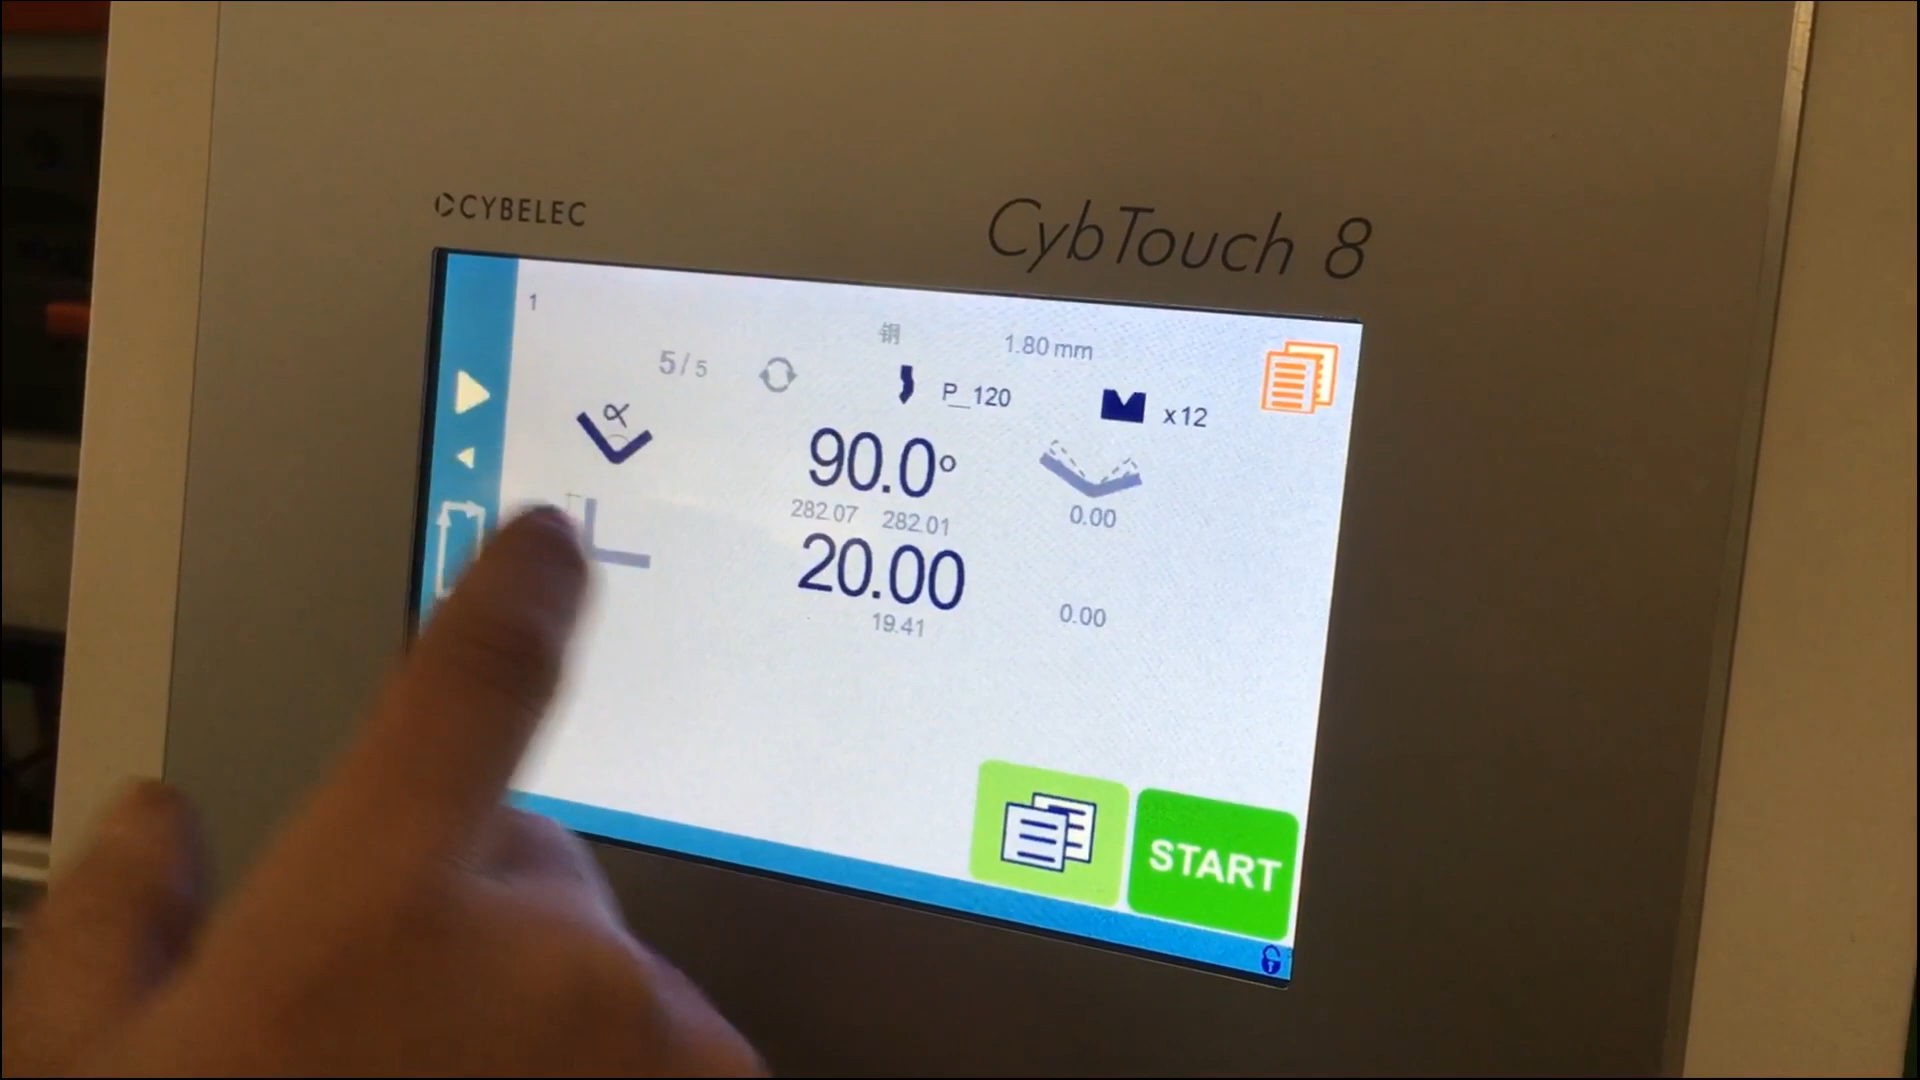 CYBELEC
CybTouch 8
1
钢 1.80 mm
5/5 P_120 x12
α
90.0°
282.07 282.01 0.00
20.00
19.41 0.00
START